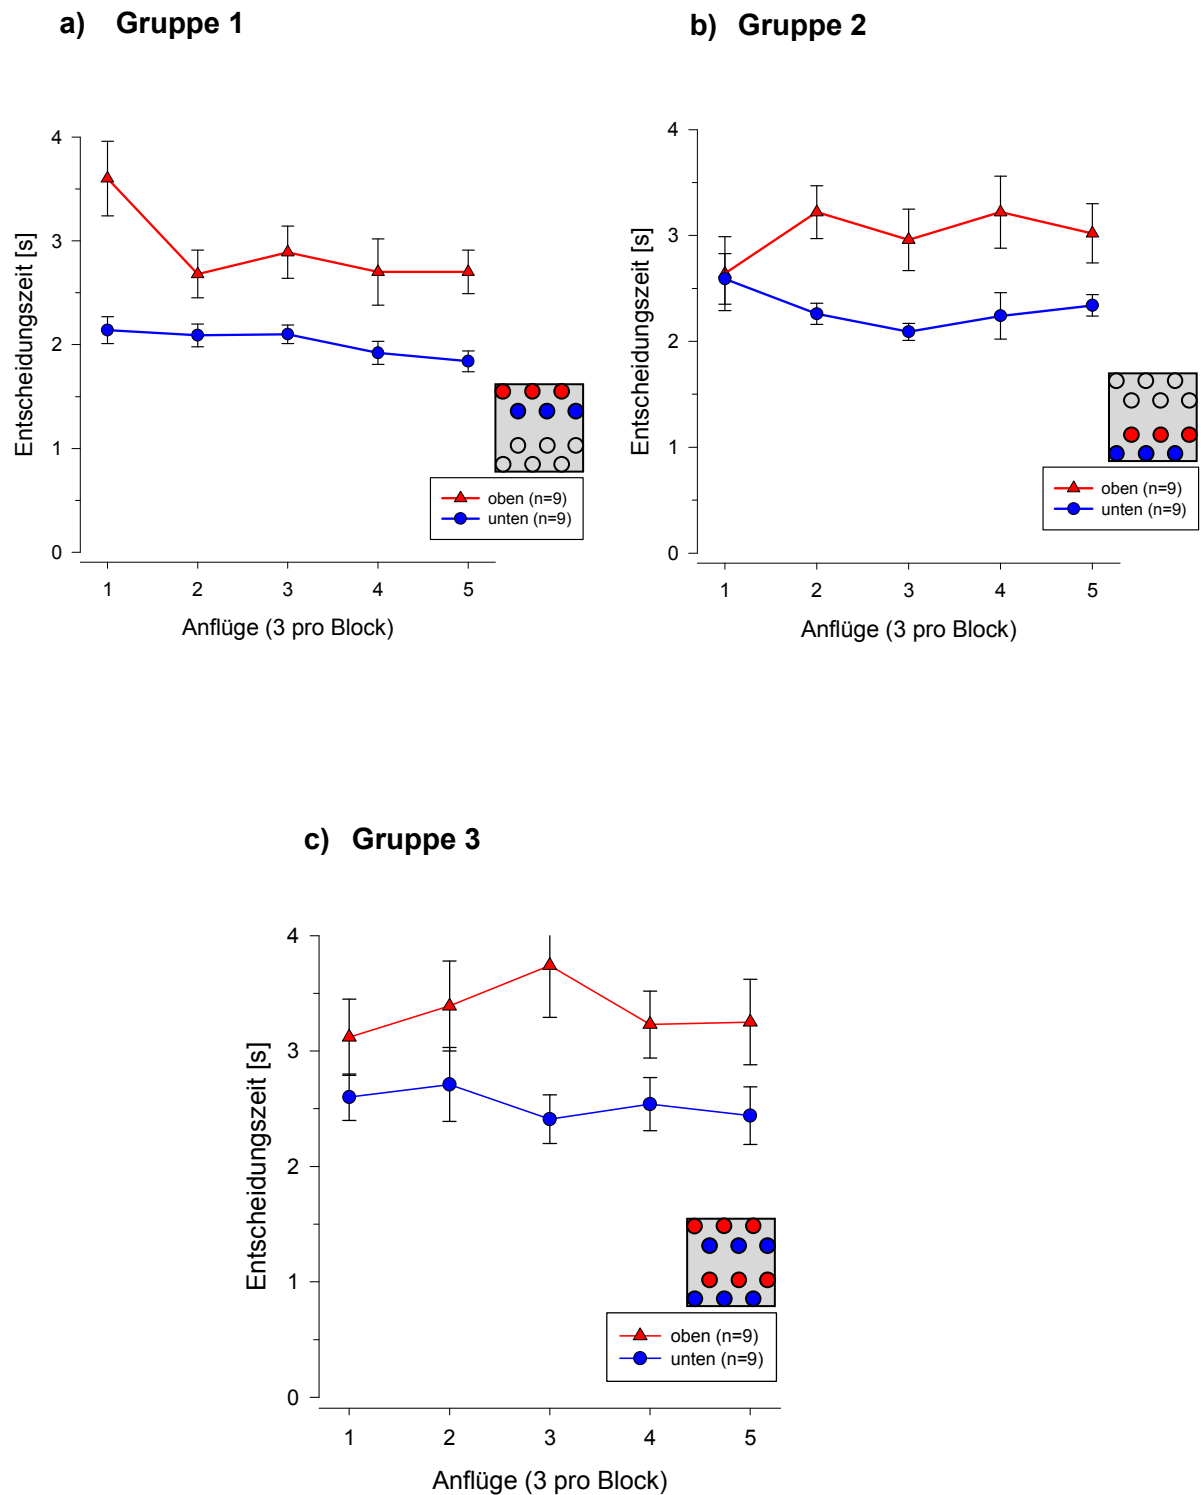 a) Gruppe 1
4
3
2
1
0
Entscheidungszeit [s]
1 2 3 4 5
Anflüge (3 pro Block)
oben (n=9)
unten (n=9)
b) Gruppe 2
4
3
2
1
0
Entscheidungszeit [s]
1 2 3 4 5
Anflüge (3 pro Block)
oben (n=9)
unten (n=9)
c) Gruppe 3
4
3
2
1
0
Entscheidungszeit [s]
1 2 3 4 5
Anflüge (3 pro Block)
oben (n=9)
unten (n=9)